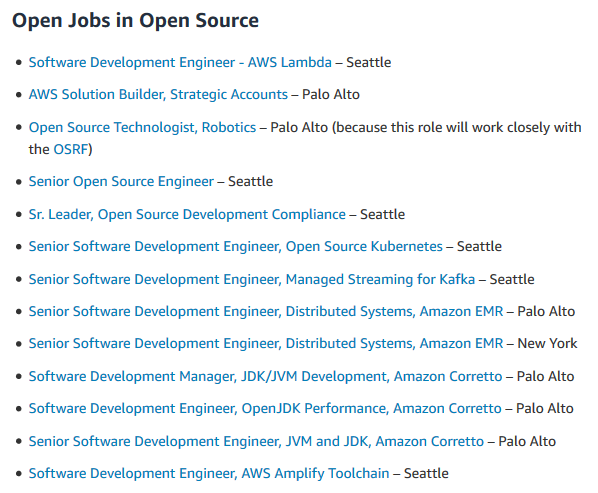 Open Jobs in Open Source
• Software Development Engineer - AWS Lambda – Seattle
• AWS Solution Builder, Strategic Accounts – Palo Alto
• Open Source Technologist, Robotics – Palo Alto (because this role will work closely with
the OSRF)
• Senior Open Source Engineer – Seattle
• Sr. Leader, Open Source Development Compliance – Seattle
• Senior Software Development Engineer, Open Source Kubernetes – Seattle
• Senior Software Development Engineer, Managed Streaming for Kafka – Seattle
• Senior Software Development Engineer, Distributed Systems, Amazon EMR – Palo Alto
• Senior Software Development Engineer, Distributed Systems, Amazon EMR – New York
• Software Development Manager, JDK/JVM Development, Amazon Corretto – Palo Alto
• Software Development Engineer, OpenJDK Performance, Amazon Corretto – Palo Alto
• Senior Software Development Engineer, JVM and JDK, Amazon Corretto – Palo Alto
• Software Development Engineer, AWS Amplify Toolchain – Seattle